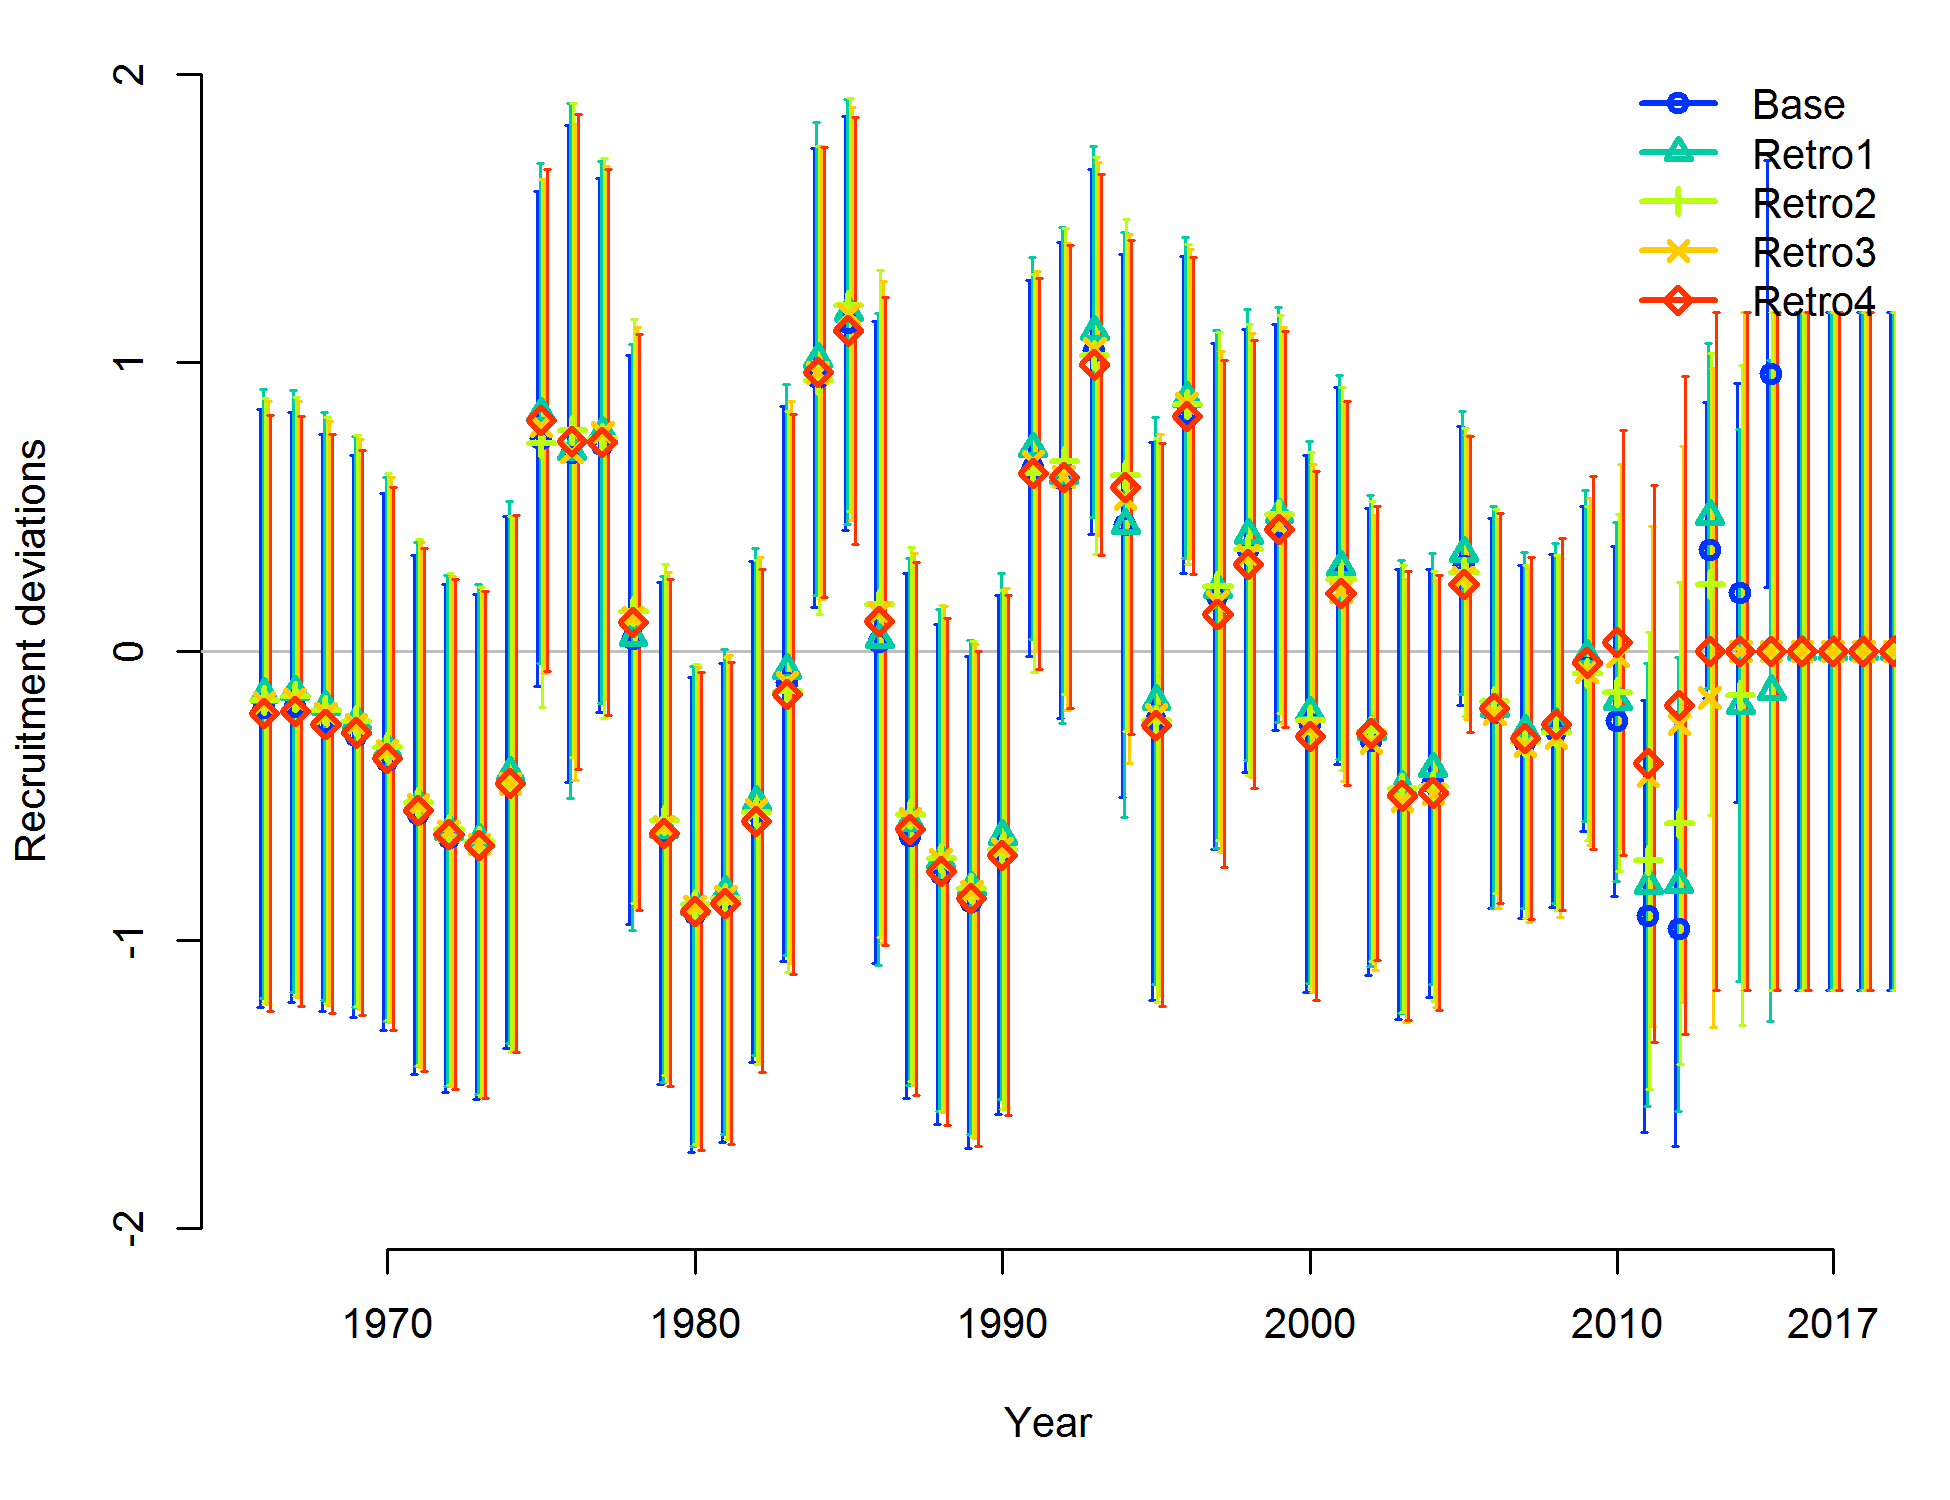 Recruitment deviations
2
1
0
-1
-2
Base
Retro1
Retro2
Retro3
Retro4
1970
1980
1990
2000
2010
2017
Year